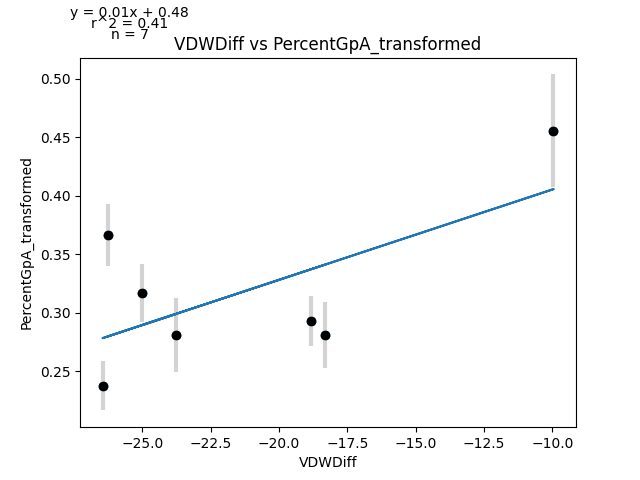 y = 0.01x + 0.48
r^2 = 0.41
n = 7
VDWDiff vs PercentGpA_transformed
0.50
0.45
0.40
0.35
0.30
0.25
PercentGpA_transformed
−25.0 −22.5 −20.0 −17.5 −15.0 −12.5 −10.0
VDWDiff